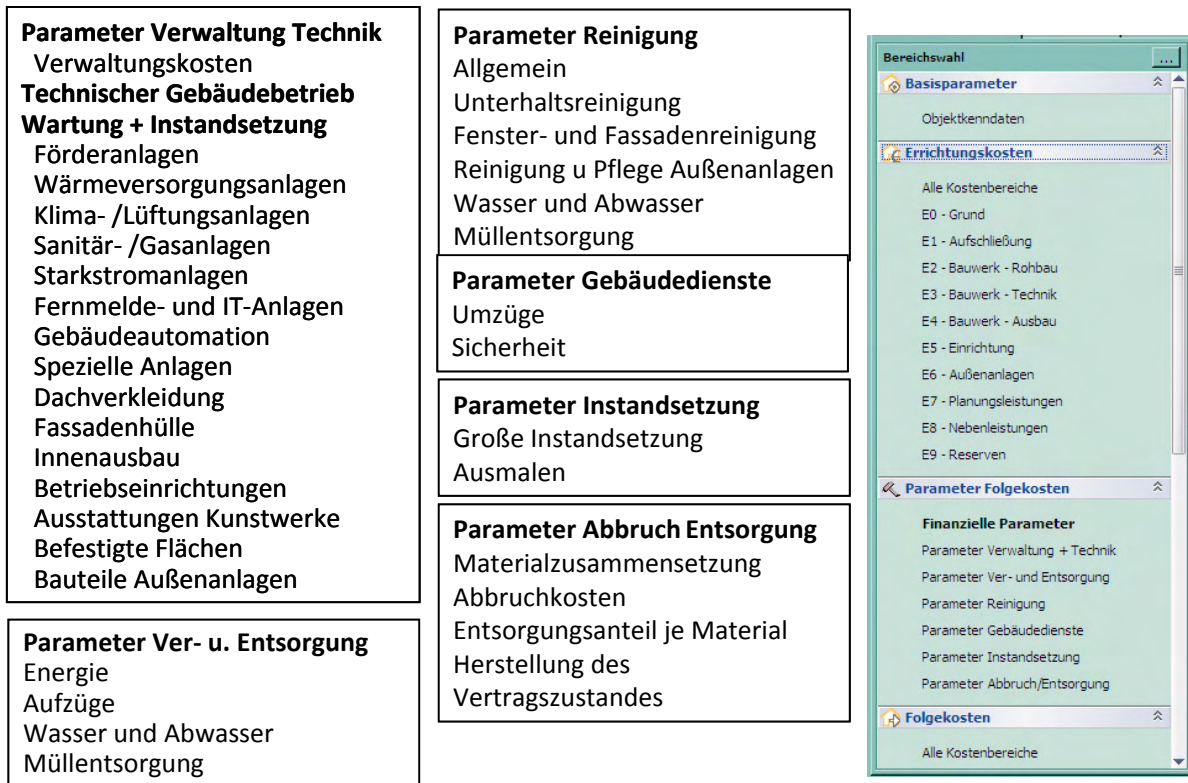 Parameter Verwaltung Technik
Verwaltungskosten
Technischer Gebäudebetrieb
Wartung + Instandsetzung
Förderanlagen
Wärmeversorgungsanlagen
Klima- /Lüftungsanlagen
Sanitär- /Gasanlagen
Starkstromanlagen
Fernmelde- und IT-Anlagen
Gebäudeautomation
Spezielle Anlagen
Dachverkleidung
Fassadenhülle
Innenausbau
Betriebseinrichtungen
Ausstattungen Kunstwerke
Befestigte Flächen
Bauteile Außenanlagen
Parameter Ver- u. Entsorgung
Energie
Aufzüge
Wasser und Abwasser
Müllentsorgung
Parameter Reinigung
Allgemein
Unterhaltsreinigung
Fenster- und Fassadenreinigung
Reinigung u Pflege Außenanlagen
Wasser und Abwasser
Müllentsorgung
Parameter Gebäudedienste
Umzüge
Sicherheit
Parameter Instandsetzung
Große Instandsetzung
Ausmalen
Parameter Abbruch Entsorgung
Materialzusammensetzung
Abbruchkosten
Entsorgungsanteil je Material
Herstellung des
Vertragszustandes
Bereichswahl ...
Basisparameter
Objektkenndaten
Errichtungskosten
Alle Kostenbereiche
E0 - Grund
E1 - Aufschließung
E2 - Bauwerk - Rohbau
E3 - Bauwerk - Technik
E4 - Bauwerk - Ausbau
E5 - Einrichtung
E6 - Außenanlagen
E7 - Planungsleistungen
E8 - Nebenleistungen
E9 - Reserven
Parameter Folgekosten
Finanzielle Parameter
Parameter Verwaltung + Technik
Parameter Ver- und Entsorgung
Parameter Reinigung
Parameter Gebäudedienste
Parameter Instandsetzung
Parameter Abbruch/Entsorgung
Folgekosten
Alle Kostenbereiche